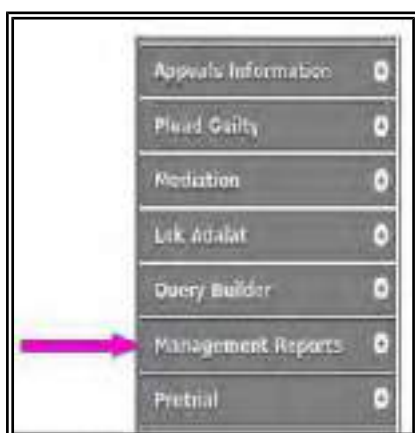 Appeals Information
Plead Guilty
Mediation
Lok Adalat
Query Builder
Management Reports
Pretrial